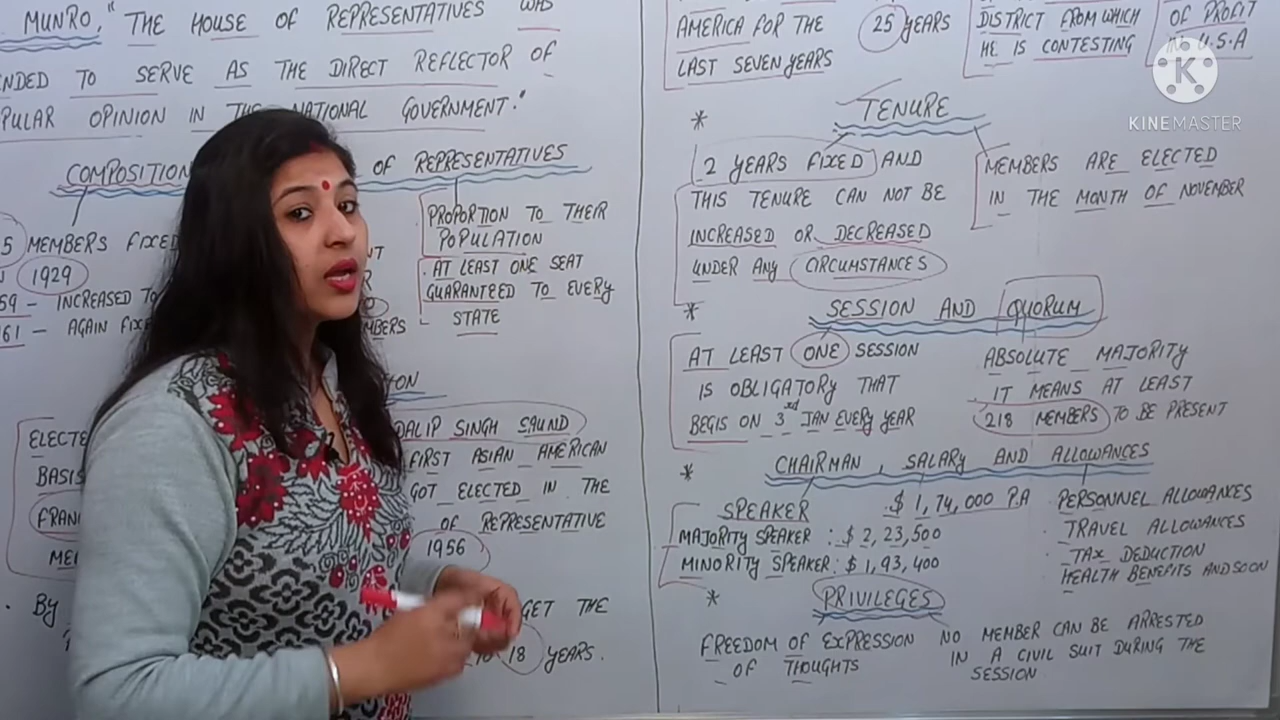 MUNRO, " THE HOUSE OF REPRESENTATIVES WAS
NDED TO SERVE AS THE DIRECT REFLECTOR OF
PULAR OPINION IN THE NATIONAL GOVERNMENT."
COMPOSITION OF REPRESENTATIVES
5 MEMBERS FIXED
1929
59 - INCREASED TO
161 - AGAIN FIXE
MBERS
PROPORTION TO THEIR
POPULATION
. AT LEAST ONE SEAT
GUARANTEED TO EVERY
STATE
ION
ELECTE
BASIS
FRAN
ME
DALIP SINGH SAUND
FIRST ASIAN AMERICAN
GOT ELECTED IN THE
OF REPRESENTATIVE
1956
. BY
GET THE
TO 18 YEARS.
AMERICA FOR THE
LAST SEVEN YEARS
25 YEARS
DISTRICT FROM WHICH
HE IS CONTESTING
OF PROFIT
U.S.A
K
KINEMASTER
* TENURE
2 YEARS FIXED AND
THIS TENURE CAN NOT BE
INCREASED OR DECREASED
UNDER ANY CIRCUMSTANCES
MEMBERS ARE ELECTED
IN THE MONTH OF NOVEMBER
* SESSION AND QUORUM
AT LEAST ONE SESSION
IS OBLIGATORY THAT
BEGIS ON 3rd JAN EVERY YEAR
ABSOLUTE MAJORITY
IT MEANS AT LEAST
218 MEMBERS TO BE PRESENT
* CHAIRMAN, SALARY AND ALLOWANCES
SPEAKER
MAJORITY SPEAKER : $ 2,23,500
MINORITY SPEAKER : $ 1,93,400
$ 1,74,000 P.A
PERSONNEL ALLOWANCES
. TRAVEL ALLOWANCES
. TAX DEDUCTION
HEALTH BENEFITS AND SOON
* PRIVILEGES
FREEDOM OF EXPRESSION
OF THOUGHTS
NO MEMBER CAN BE ARRESTED
IN A CIVIL SUIT DURING THE
SESSION